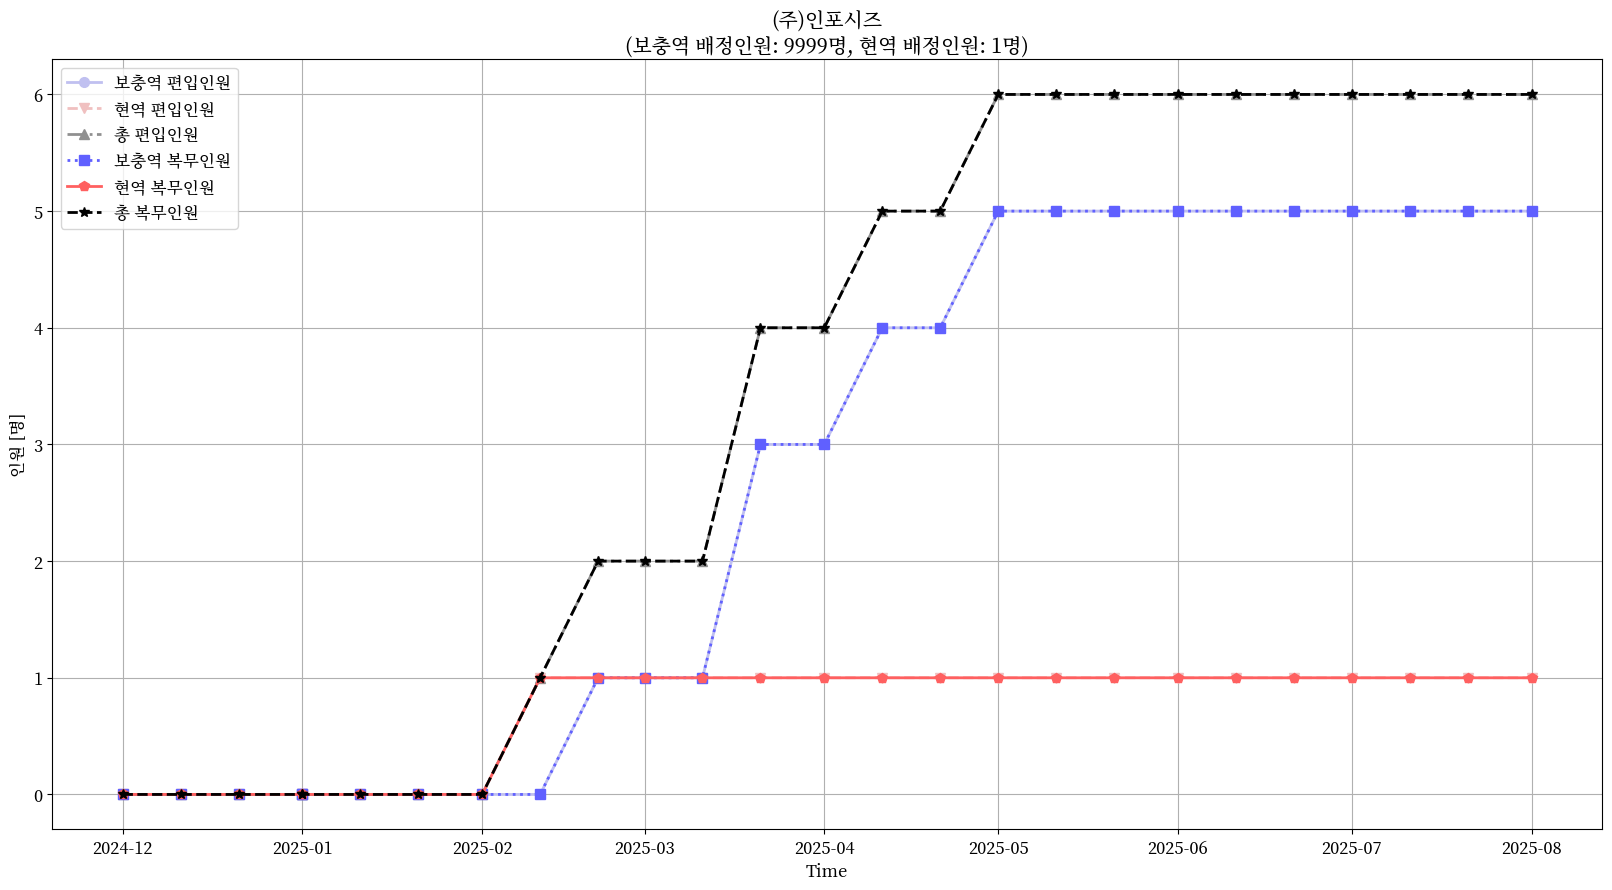 (주)인포시즈
(보충역 배정인원: 9999명, 현역 배정인원: 1명)
보충역 편입인원
현역 편입인원
총 편입인원
보충역 복무인원
현역 복무인원
총 복무인원
인원 [명]
6
5
4
3
2
1
0
2024-12
2025-01
2025-02
2025-03
2025-04
2025-05
2025-06
2025-07
2025-08
Time